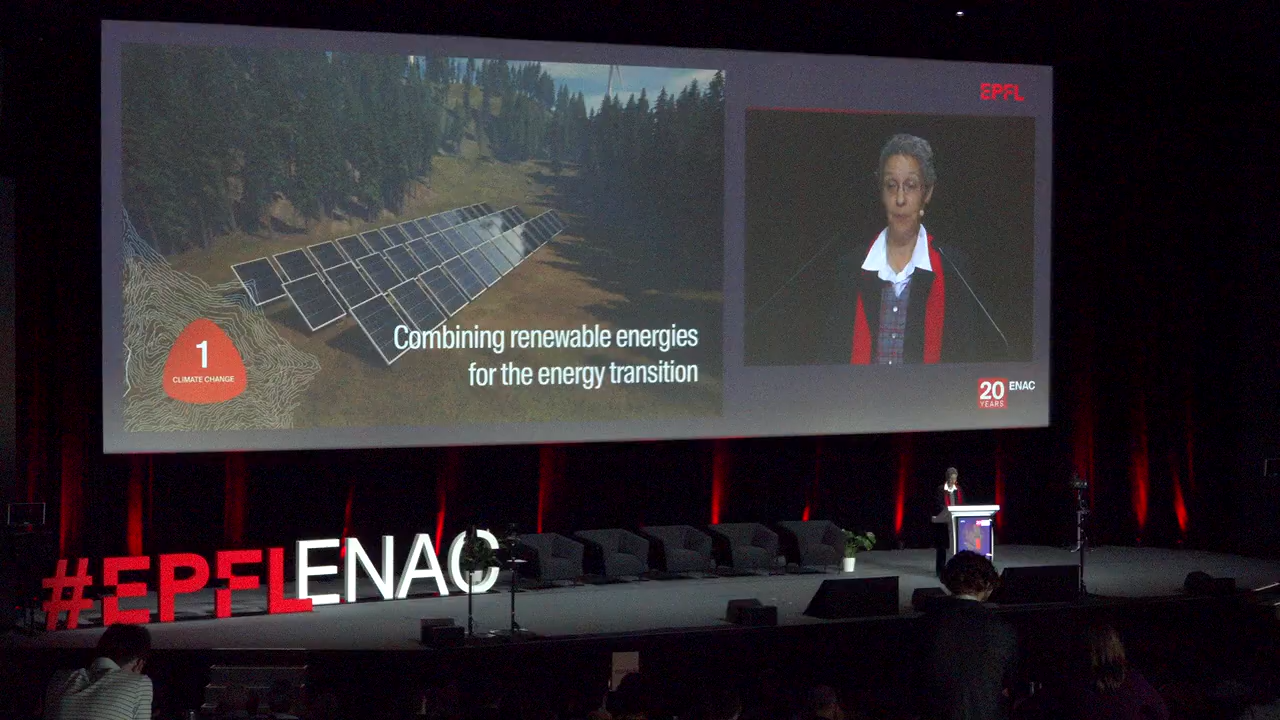 EPFL
1
CLIMATE CHANGE
Combining renewable energies
for the energy transition
20
YEARS
ENAC
#EPFLENAC